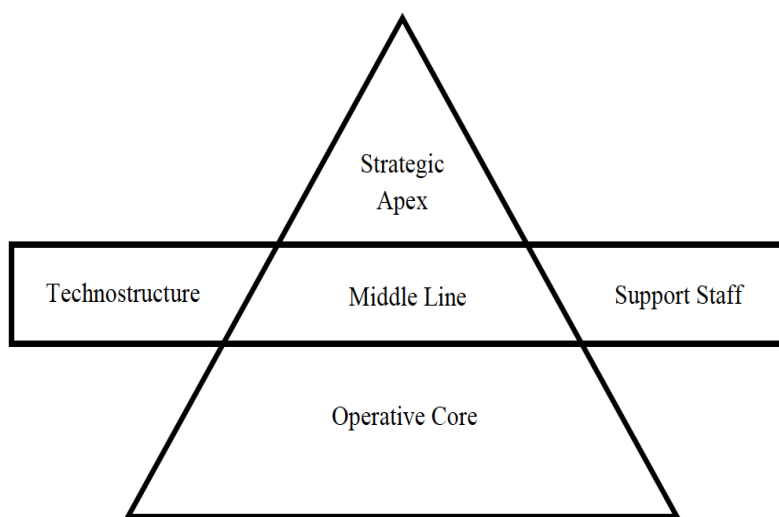 Strategic
Apex
Technostructure
Middle Line
Support Staff
Operative Core